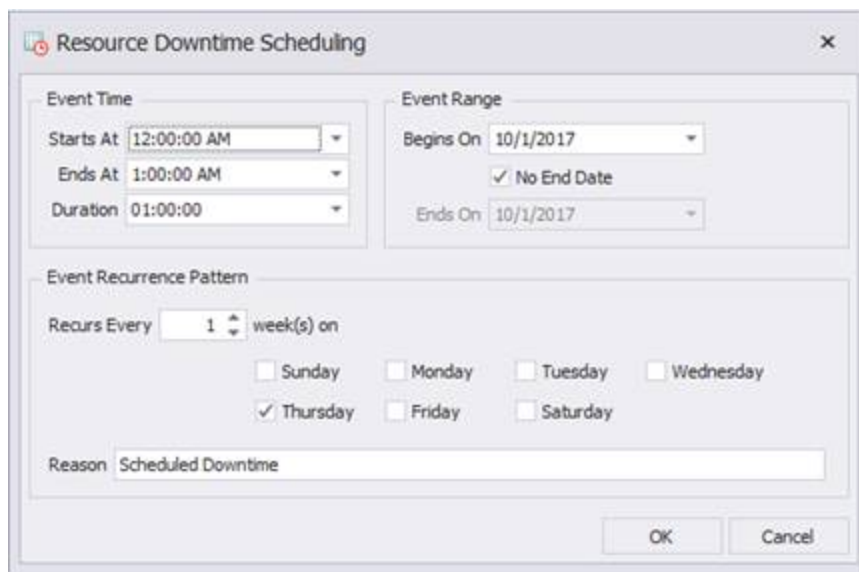 Resource Downtime Scheduling
Event Time
Starts At 12:00:00 AM
Ends At 1:00:00 AM
Duration 01:00:00
Event Range
Begins On 10/1/2017
No End Date
Ends On 10/1/2017
Event Recurrence Pattern
Recurs Every 1 week(s) on
Sunday Monday Tuesday Wednesday
Thursday Friday Saturday
Reason Scheduled Downtime
OK Cancel